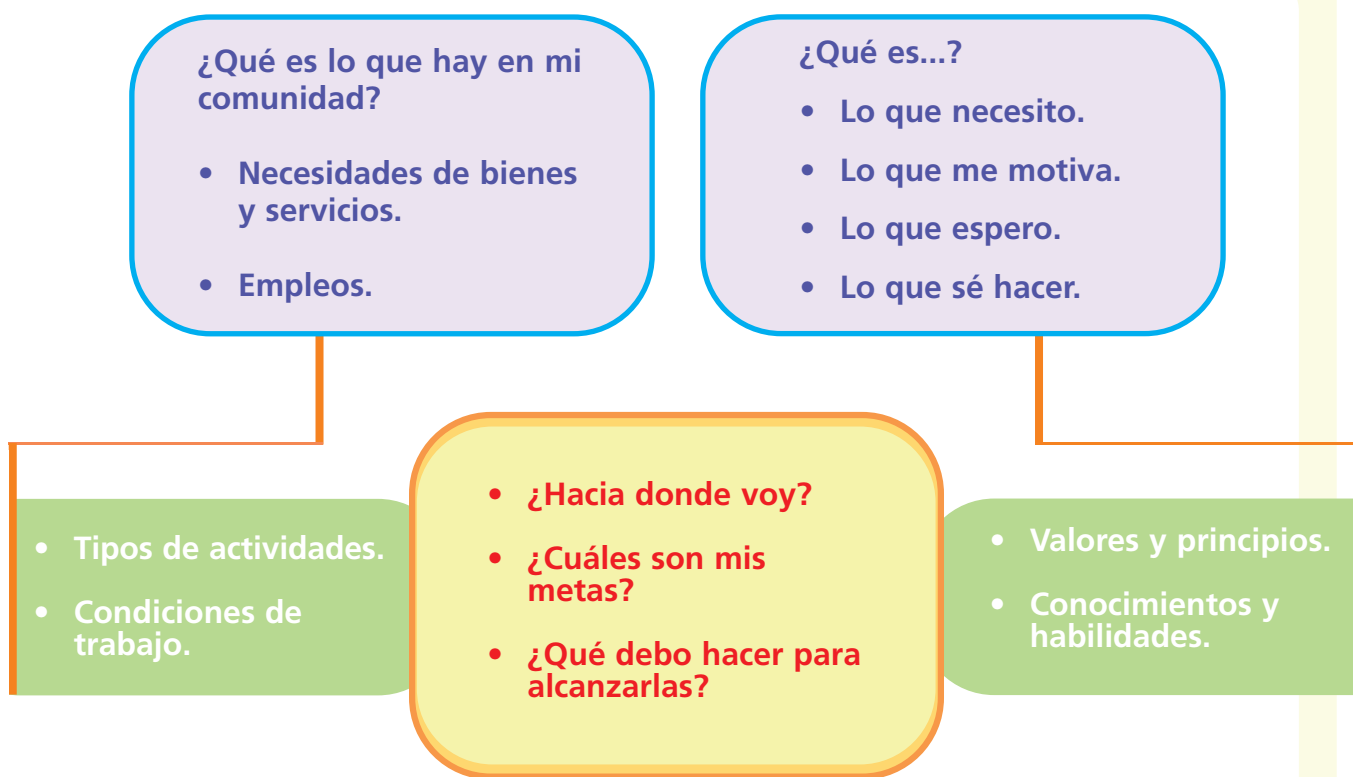 ¿Qué es lo que hay en mi
comunidad?
• Necesidades de bienes
y servicios.
• Empleos.
¿Qué es...?
• Lo que necesito.
• Lo que me motiva.
• Lo que espero.
• Lo que sé hacer.
• Tipos de actividades.
• Condiciones de
trabajo.
• ¿Hacia donde voy?
• ¿Cuáles son mis
metas?
• ¿Qué debo hacer para
alcanzarlas?
• Valores y principios.
• Conocimientos y
habilidades.